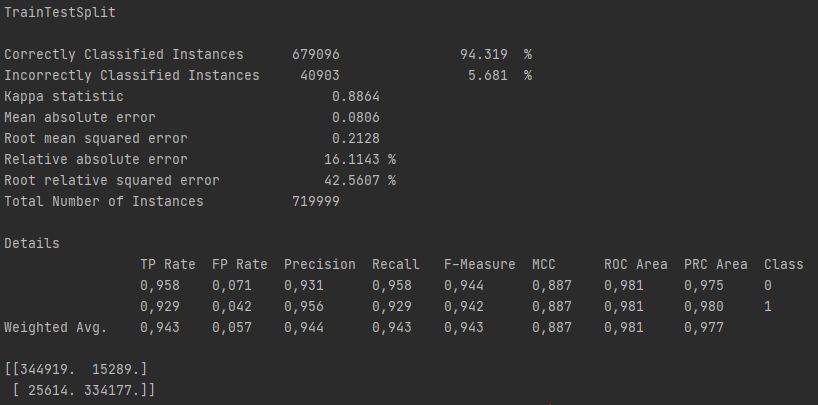 TrainTestSplit
Correctly Classified Instances      679096               94.319  %
Incorrectly Classified Instances     40903                5.681  %
Kappa statistic                          0.8864
Mean absolute error                      0.0806
Root mean squared error                  0.2128
Relative absolute error                 16.1143 %
Root relative squared error             42.5607 %
Total Number of Instances           719999
Details
                 TP Rate  FP Rate  Precision  Recall   F-Measure  MCC      ROC Area  PRC Area  Class
                 0,958    0,071    0,931      0,958    0,944      0,887    0,981     0,975     0
                 0,929    0,042    0,956      0,929    0,942      0,887    0,981     0,980     1
Weighted Avg.    0,943    0,057    0,944      0,943    0,943      0,887    0,981     0,977
[[344919.  15289.]
 [ 25614. 334177.]]